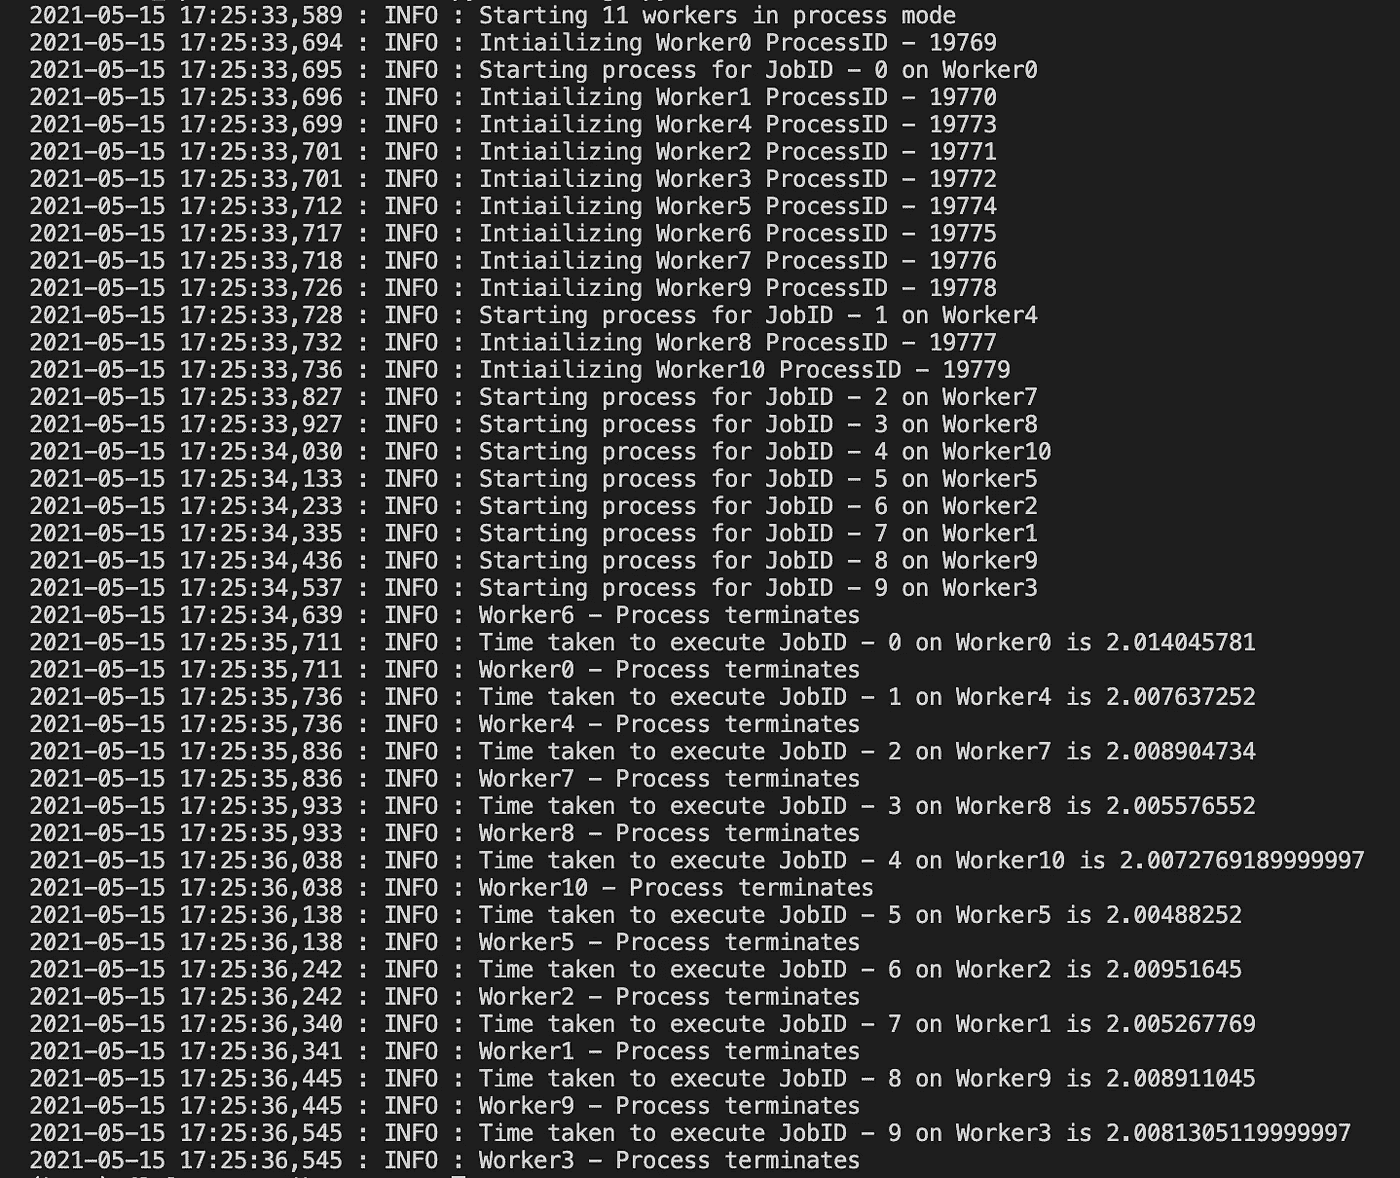 2021-05-15 17:25:33,589 : INFO : Starting 11 workers in process mode
2021-05-15 17:25:33,694 : INFO : Intiailizing Worker0 ProcessID – 19769
2021-05-15 17:25:33,695 : INFO : Starting process for JobID – 0 on Worker0
2021-05-15 17:25:33,696 : INFO : Intiailizing Worker1 ProcessID – 19770
2021-05-15 17:25:33,699 : INFO : Intiailizing Worker4 ProcessID – 19773
2021-05-15 17:25:33,701 : INFO : Intiailizing Worker2 ProcessID – 19771
2021-05-15 17:25:33,701 : INFO : Intiailizing Worker3 ProcessID – 19772
2021-05-15 17:25:33,712 : INFO : Intiailizing Worker5 ProcessID – 19774
2021-05-15 17:25:33,717 : INFO : Intiailizing Worker6 ProcessID – 19775
2021-05-15 17:25:33,718 : INFO : Intiailizing Worker7 ProcessID – 19776
2021-05-15 17:25:33,726 : INFO : Intiailizing Worker9 ProcessID – 19778
2021-05-15 17:25:33,728 : INFO : Starting process for JobID – 1 on Worker4
2021-05-15 17:25:33,732 : INFO : Intiailizing Worker8 ProcessID – 19777
2021-05-15 17:25:33,736 : INFO : Intiailizing Worker10 ProcessID – 19779
2021-05-15 17:25:33,827 : INFO : Starting process for JobID – 2 on Worker7
2021-05-15 17:25:33,927 : INFO : Starting process for JobID – 3 on Worker8
2021-05-15 17:25:34,030 : INFO : Starting process for JobID – 4 on Worker10
2021-05-15 17:25:34,133 : INFO : Starting process for JobID – 5 on Worker5
2021-05-15 17:25:34,233 : INFO : Starting process for JobID – 6 on Worker2
2021-05-15 17:25:34,335 : INFO : Starting process for JobID – 7 on Worker1
2021-05-15 17:25:34,436 : INFO : Starting process for JobID – 8 on Worker9
2021-05-15 17:25:34,537 : INFO : Starting process for JobID – 9 on Worker3
2021-05-15 17:25:34,639 : INFO : Worker6 – Process terminates
2021-05-15 17:25:35,711 : INFO : Time taken to execute JobID – 0 on Worker0 is 2.014045781
2021-05-15 17:25:35,711 : INFO : Worker0 – Process terminates
2021-05-15 17:25:35,736 : INFO : Time taken to execute JobID – 1 on Worker4 is 2.007637252
2021-05-15 17:25:35,736 : INFO : Worker4 – Process terminates
2021-05-15 17:25:35,836 : INFO : Time taken to execute JobID – 2 on Worker7 is 2.008904734
2021-05-15 17:25:35,836 : INFO : Worker7 – Process terminates
2021-05-15 17:25:35,933 : INFO : Time taken to execute JobID – 3 on Worker8 is 2.005576552
2021-05-15 17:25:35,933 : INFO : Worker8 – Process terminates
2021-05-15 17:25:36,038 : INFO : Time taken to execute JobID – 4 on Worker10 is 2.0072769189999997
2021-05-15 17:25:36,038 : INFO : Worker10 – Process terminates
2021-05-15 17:25:36,138 : INFO : Time taken to execute JobID – 5 on Worker5 is 2.00488252
2021-05-15 17:25:36,138 : INFO : Worker5 – Process terminates
2021-05-15 17:25:36,242 : INFO : Time taken to execute JobID – 6 on Worker2 is 2.00951645
2021-05-15 17:25:36,242 : INFO : Worker2 – Process terminates
2021-05-15 17:25:36,340 : INFO : Time taken to execute JobID – 7 on Worker1 is 2.005267769
2021-05-15 17:25:36,341 : INFO : Worker1 – Process terminates
2021-05-15 17:25:36,445 : INFO : Time taken to execute JobID – 8 on Worker9 is 2.008911045
2021-05-15 17:25:36,445 : INFO : Worker9 – Process terminates
2021-05-15 17:25:36,545 : INFO : Time taken to execute JobID – 9 on Worker3 is 2.0081305119999997
2021-05-15 17:25:36,545 : INFO : Worker3 – Process terminates